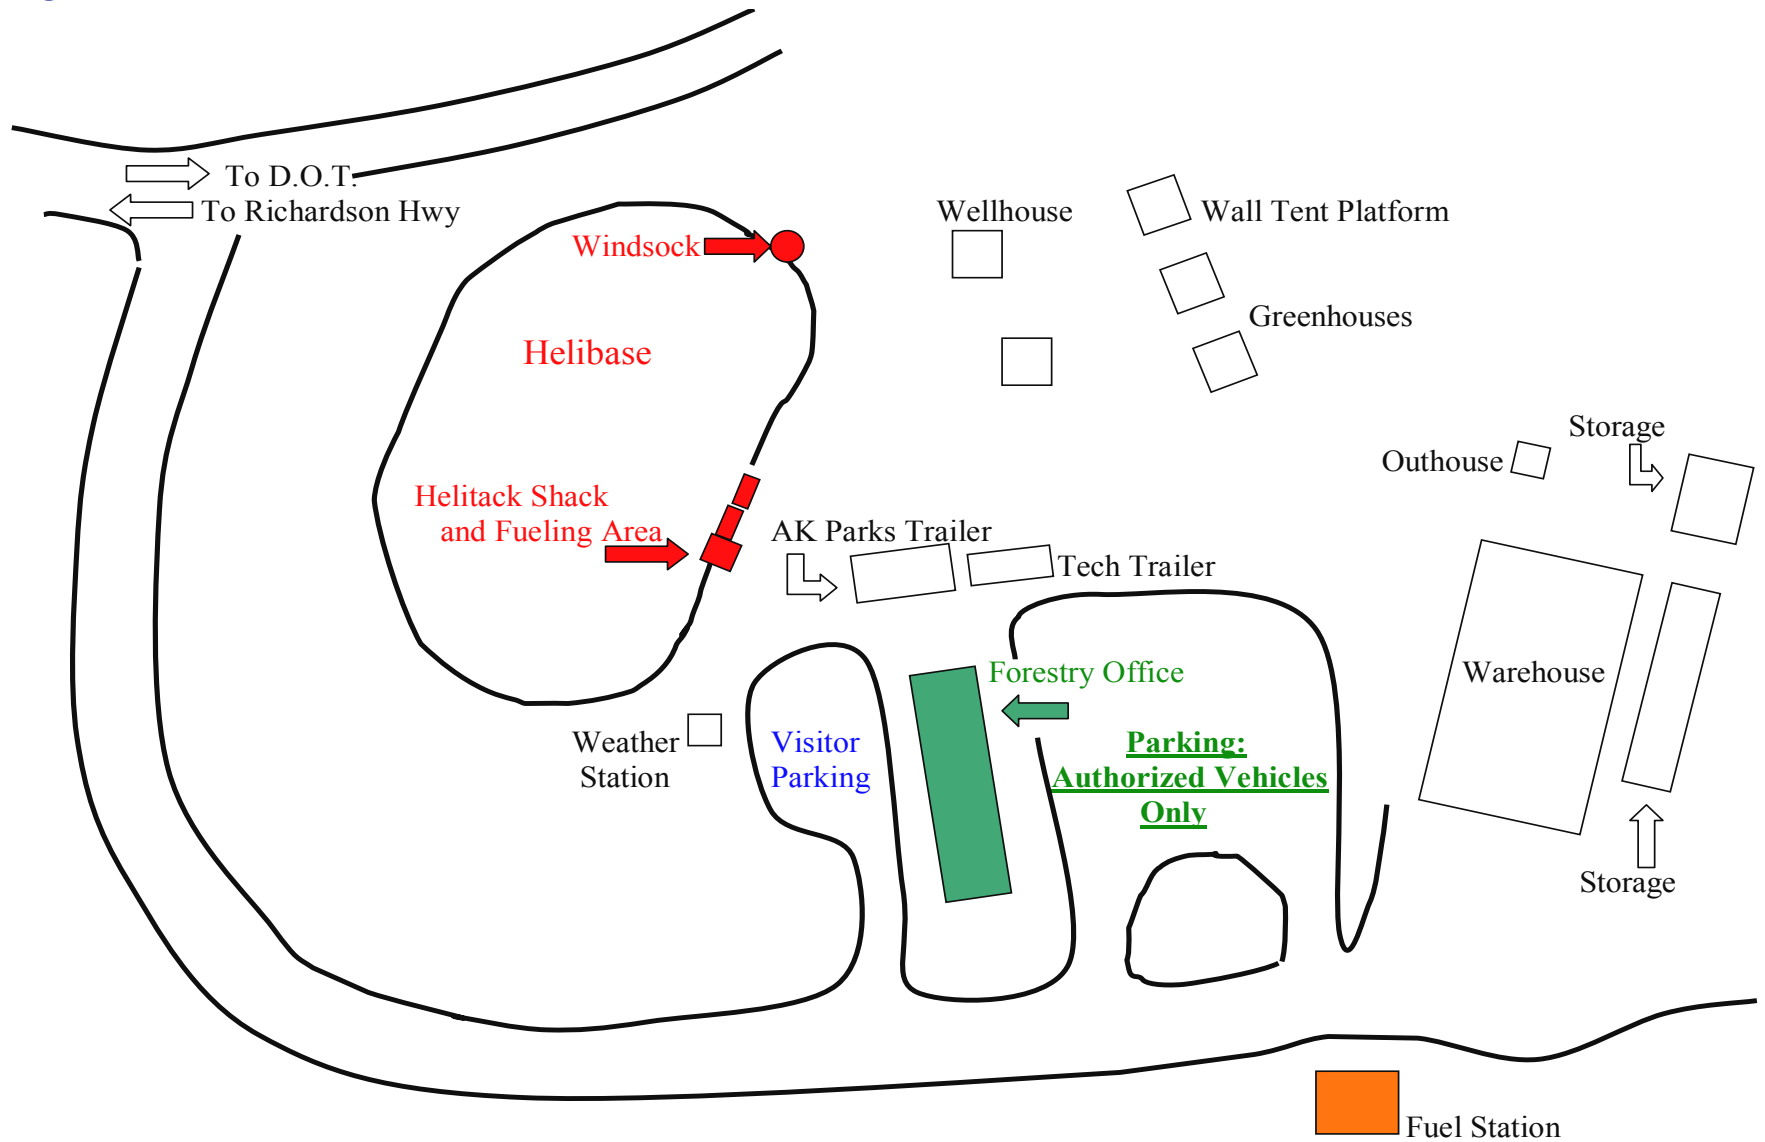 To D.O.T.
To Richardson Hwy
Wellhouse
Wall Tent Platform
Windsock
Greenhouses
Helibase
Storage
Outhouse
Helitack Shack
and Fueling Area
AK Parks Trailer
Tech Trailer
Forestry Office
Warehouse
Weather
Station
Visitor
Parking
Parking:
Authorized Vehicles
Only
Storage
Fuel Station